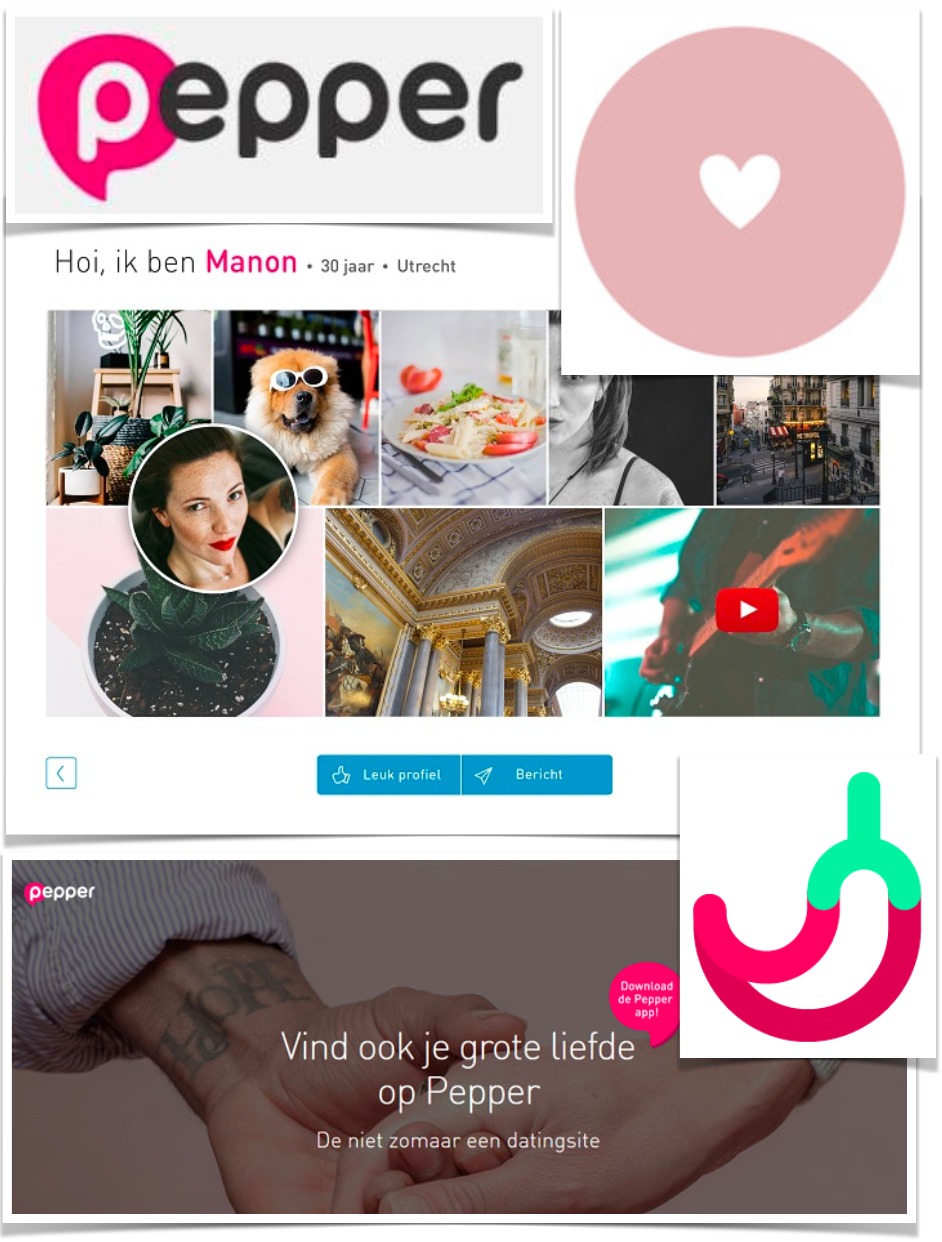 pepper
Hoi, ik ben Manon • 30 jaar • Utrecht
Leuk profiel
Bericht
pepper
Download
de Pepper
app!
Vind ook je grote liefde
op Pepper
De niet zomaar een datingsite